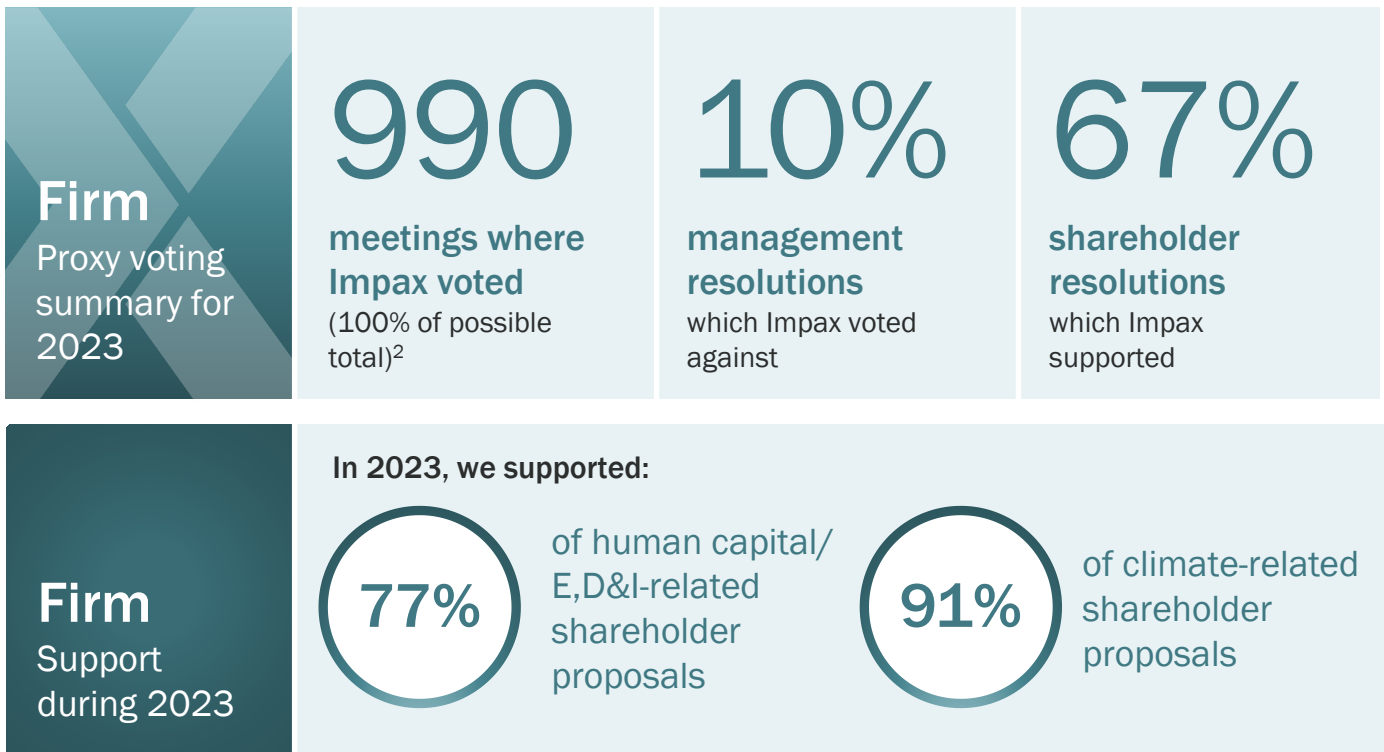 Firm
Proxy voting
summary for
2023
990
meetings where
Impax voted
(100% of possible
total)2
10%
management
resolutions
which Impax voted
against
67%
shareholder
resolutions
which Impax
supported
Firm
Support
during 2023
In 2023, we supported:
77%
of human capital/
E,D&I-related
shareholder
proposals
91%
of climate-related
shareholder
proposals